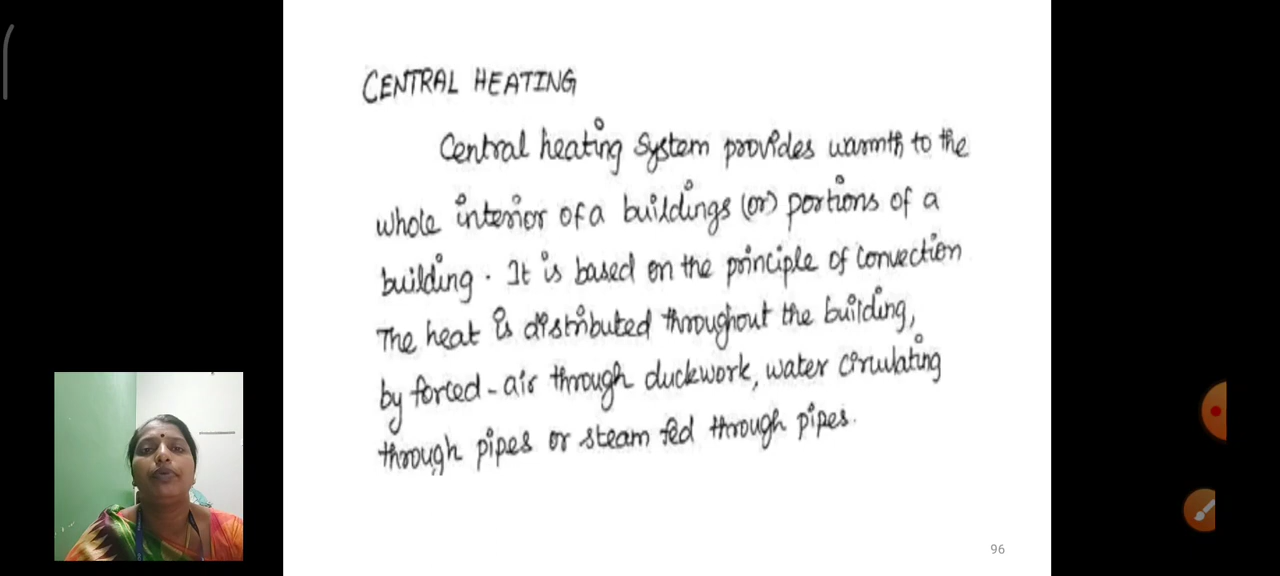 CENTRAL HEATING
Central heating System provides warmth to the
whole interior of a buildings (or) portions of a
building. It is based on the principle of convection
The heat is distributed throughout the building,
by forced-air through duckwork, water circulating
through pipes or steam fed through pipes.
96